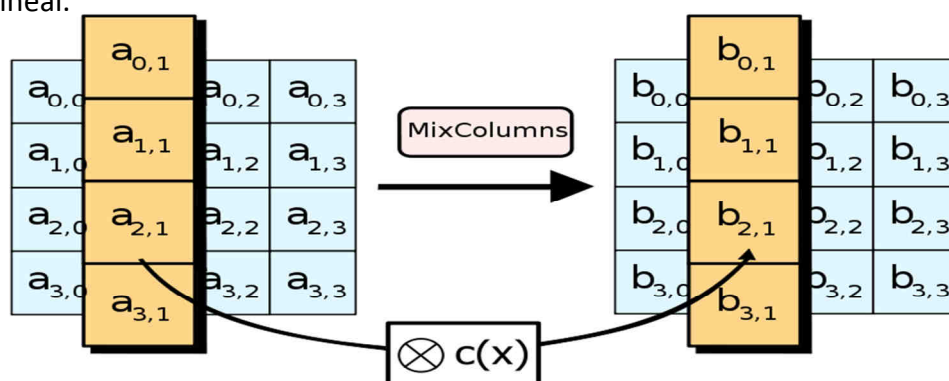 inear.
a0,1 b0,1
a0,0 a0,2 a0,3 b0,0 b0,2 b0,3
MixColumns
a1,1 b1,1
a1,0 a1,2 a1,3 b1,0 b1,2 b1,3
a2,0 a2,1 a2,2 a2,3 b2,0 b2,1 b2,2 b2,3
a3,0 a3,1 a3,2 a3,3 b3,0 b3,1 b3,2 b3,3
⊗ c(x)